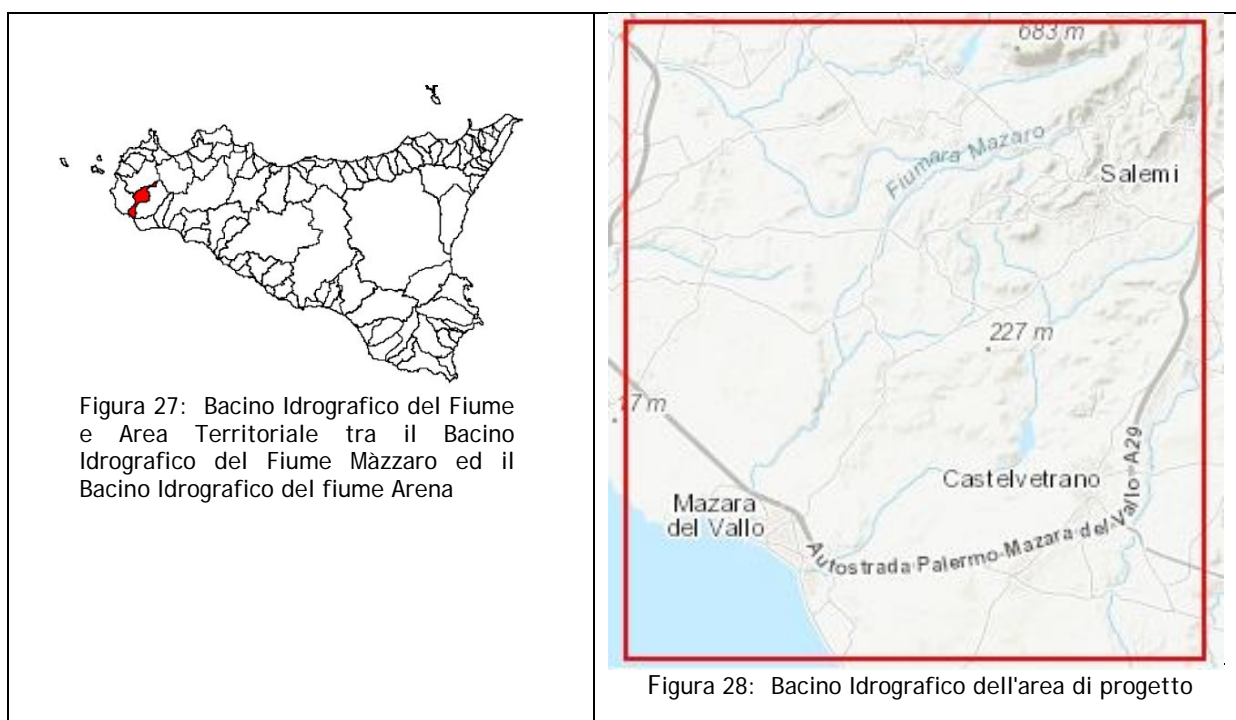 Figura 27: Bacino Idrografico del Fiume
e Area Territoriale tra il Bacino
Idrografico del Fiume Màzzaro ed il
Bacino Idrografico del fiume Arena
683 m
Fiumara Mazaro
Salemi
227 m
17 m
Castelvetrano
Mazara
del Vallo
Autostrada Palermo-Mazara del Vallo-A29
Figura 28: Bacino Idrografico dell'area di progetto